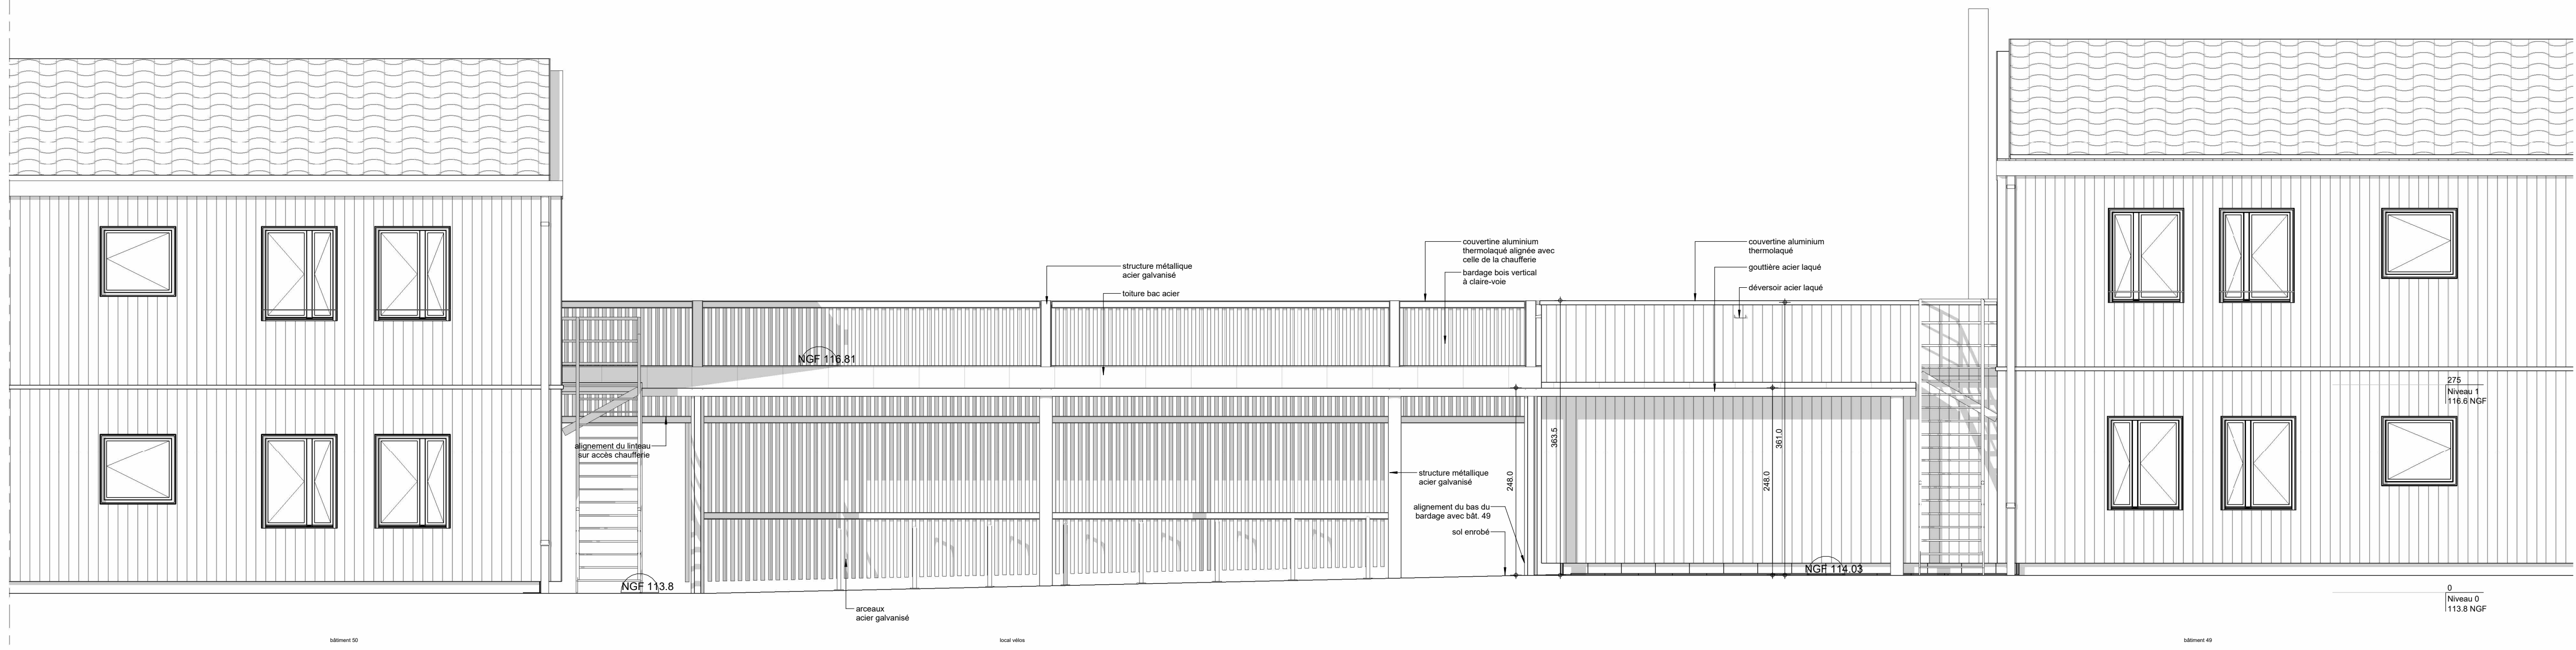 couvertine aluminium
thermolaqué alignée avec
celle de la chaufferie
bardage bois vertical
à claire-voie
couvertine aluminium
thermolaqué
gouttière acier laqué
déversoir acier laqué
structure métallique
acier galvanisé
toiture bac acier
NGF 116.81
275
Niveau 1
116.6 NGF
alignement du linteau
sur accès chaufferie
363.5
361.0
248.0
248.0
structure métallique
acier galvanisé
alignement du bas du
bardage avec bât. 49
sol enrobé
NGF 114.03
NGF 113.8
0
Niveau 0
113.8 NGF
arceaux
acier galvanisé
bâtiment 50
local vélos
bâtiment 49